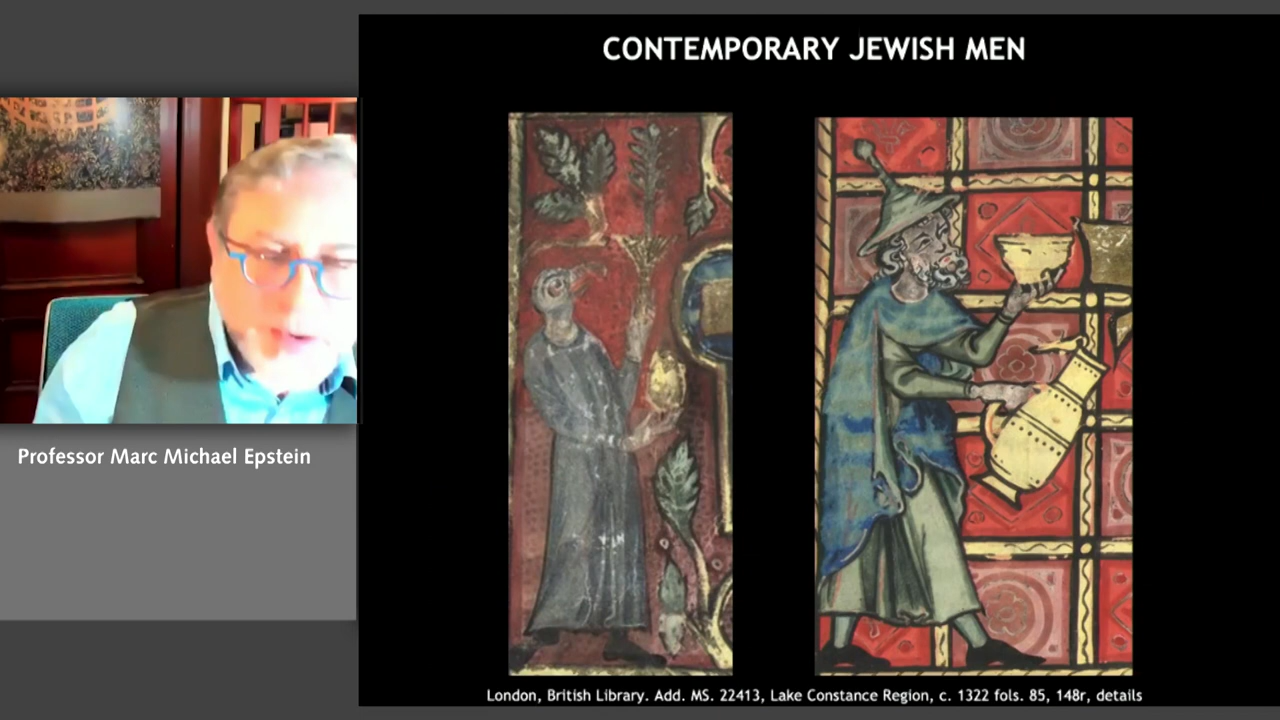 CONTEMPORARY JEWISH MEN
Professor Marc Michael Epstein
London, British Library. Add. MS. 22413, Lake Constance Region, c. 1322 fols. 85, 148r, details